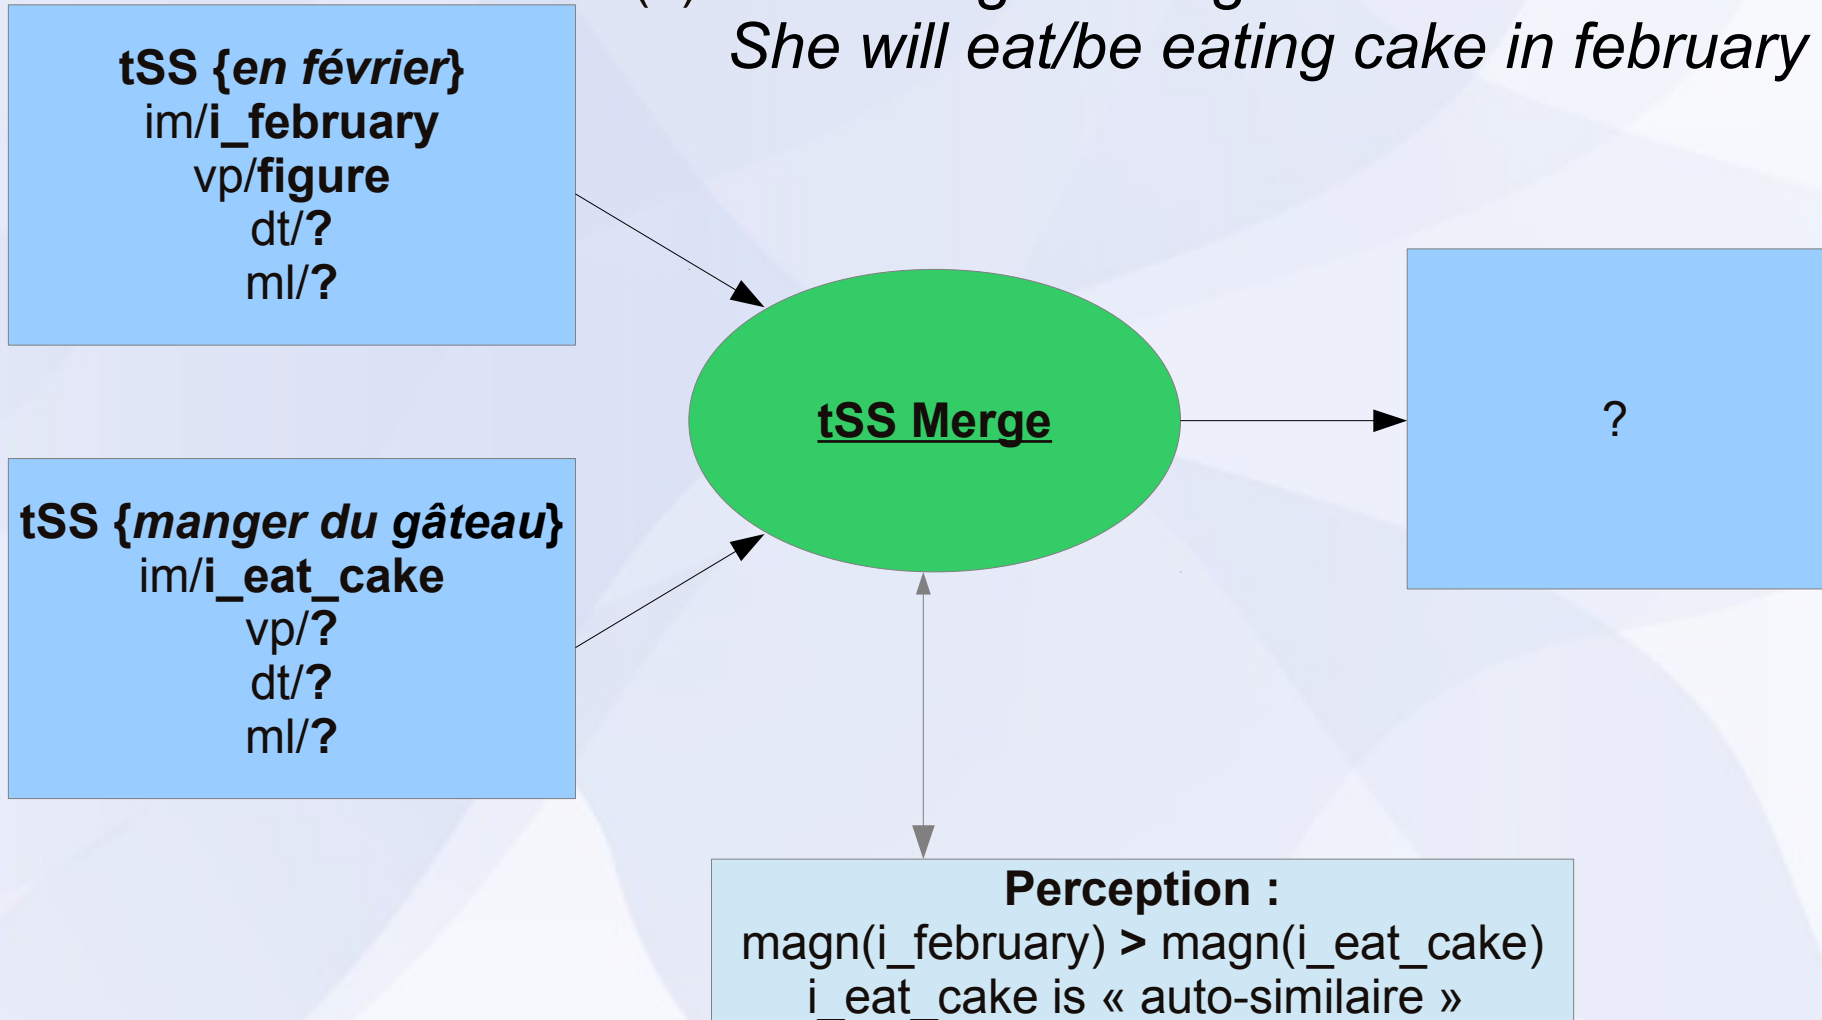 She will eat/be eating cake in february
tSS {en février}
im/i_february
vp/figure
dt/?
ml/?
tSS Merge
?
tSS {manger du gâteau}
im/i_eat_cake
vp/?
dt/?
ml/?
Perception :
magn(i_february) > magn(i_eat_cake)
i_eat_cake is « auto-similaire »